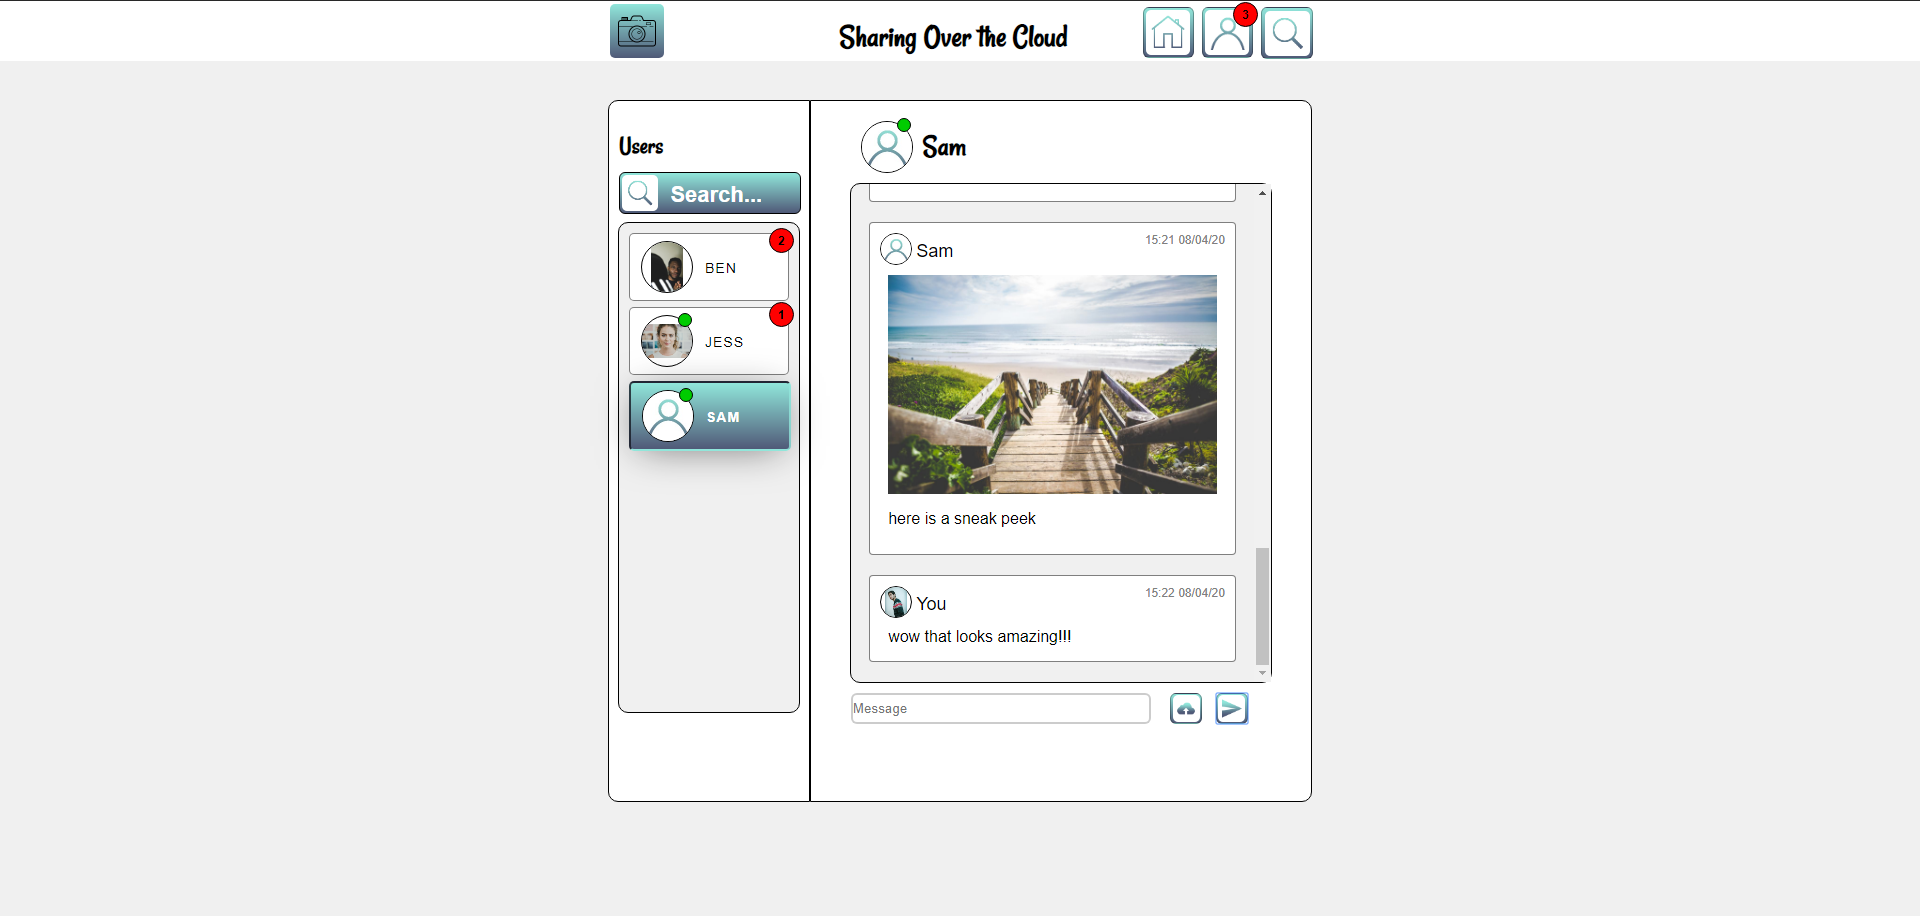 Sharing Over the Cloud
3
Users
Search...
2
BEN
1
JESS
SAM
Sam
Sam
15:21 08/04/20
here is a sneak peek
You
15:22 08/04/20
wow that looks amazing!!!
Message